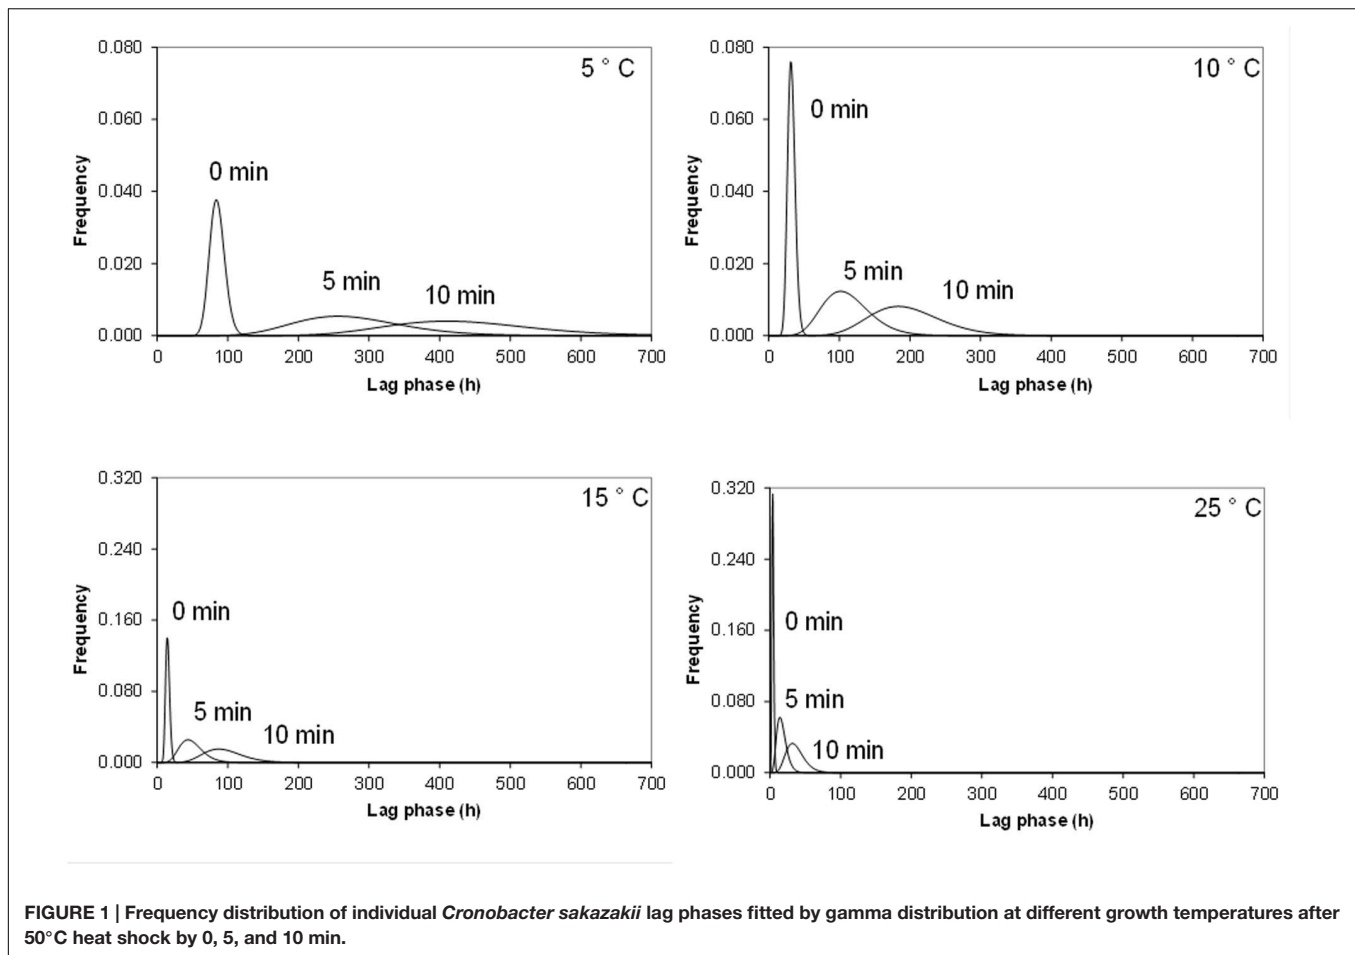 0.080
0.060
0.040
0.020
0.000
Frequency
5 ° C
0 min
5 min
10 min
0 100 200 300 400 500 600 700
Lag phase (h)
0.080
0.060
0.040
0.020
0.000
Frequency
10 ° C
0 min
5 min
10 min
0 100 200 300 400 500 600 700
Lag phase (h)
0.320
0.240
0.160
0.080
0.000
Frequency
15 ° C
0 min
5 min
10 min
0 100 200 300 400 500 600 700
Lag phase (h)
0.320
0.240
0.160
0.080
0.000
Frequency
25 ° C
0 min
5 min
10 min
0 100 200 300 400 500 600 700
Lag phase (h)
FIGURE 1 | Frequency distribution of individual Cronobacter sakazakii lag phases fitted by gamma distribution at different growth temperatures after
50°C heat shock by 0, 5, and 10 min.